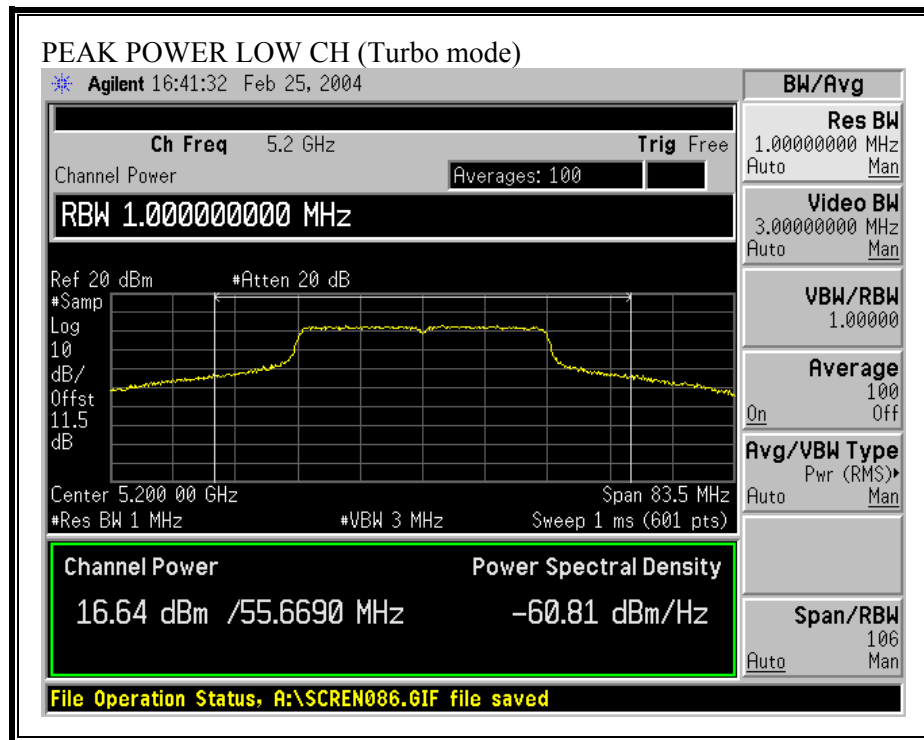 PEAK POWER LOW CH (Turbo mode)
Agilent 16:41:32 Feb 25, 2004
BW/Avg
Ch Freq 5.2 GHz Trig Free
Channel Power Averages: 100
RBW 1.000000000 MHz
Ref 20 dBm #Atten 20 dB
#Samp
Log
10
dB/
Offst
11.5
dB
Center 5.200 00 GHz Span 83.5 MHz
#Res BW 1 MHz #VBW 3 MHz Sweep 1 ms (601 pts)
Channel Power Power Spectral Density
16.64 dBm /55.6690 MHz -60.81 dBm/Hz
Res BW
1.00000000 MHz
Auto Man
Video BW
3.00000000 MHz
Auto Man
VBW/RBW
1.00000
Average
100
On Off
Avg/VBW Type
Pwr (RMS)
Auto Man
Span/RBW
106
Auto Man
File Operation Status, A:\SCREN086.GIF file saved